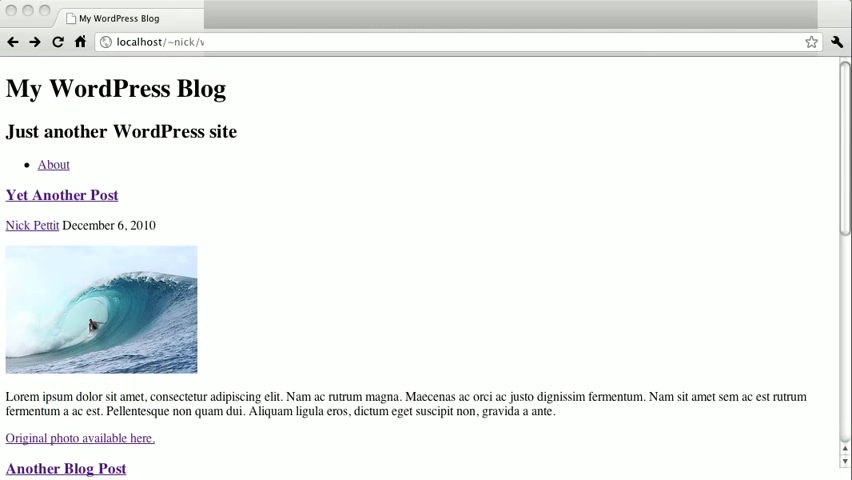 My WordPress Blog
localhost/~nick/
My WordPress Blog
Just another WordPress site
About
Yet Another Post
Nick Pettit December 6, 2010
Lorem ipsum dolor sit amet, consectetur adipiscing elit. Nam ac rutrum magna. Maecenas ac orci ac justo dignissim fermentum. Nam sit amet sem ac est rutrum
fermentum a ac est. Pellentesque non quam dui. Aliquam ligula eros, dictum eget suscipit non, gravida a ante.
Original photo available here.
Another Blog Post